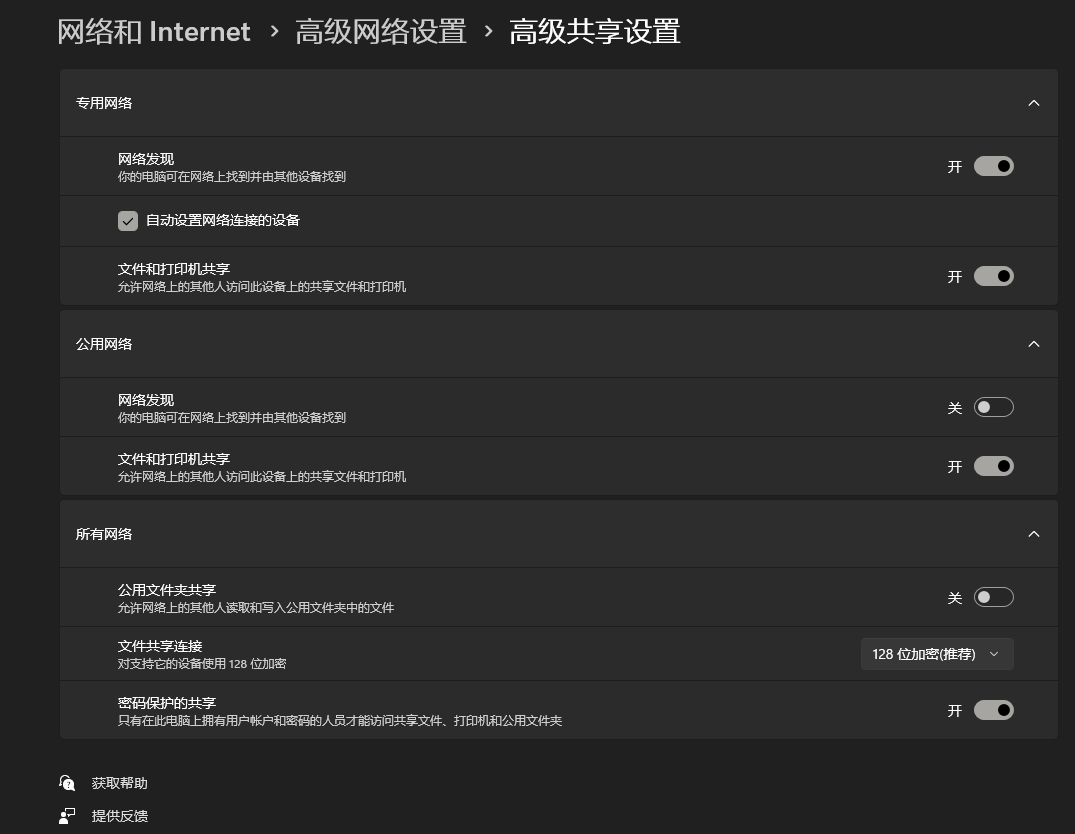 网络和 Internet › 高级网络设置 › 高级共享设置
专用网络
网络发现
你的电脑可在网络上找到并由其他设备找到
开
自动设置网络连接的设备
文件和打印机共享
允许网络上的其他人访问此设备上的共享文件和打印机
开
公用网络
网络发现
你的电脑可在网络上找到并由其他设备找到
关
文件和打印机共享
允许网络上的其他人访问此设备上的共享文件和打印机
开
所有网络
公用文件夹共享
允许网络上的其他人读取和写入公用文件夹中的文件
关
文件共享连接
对支持它的设备使用 128 位加密
128 位加密(推荐)
密码保护的共享
只有在此电脑上拥有用户帐户和密码的人员才能访问共享文件、打印机和公用文件夹
开
获取帮助
提供反馈